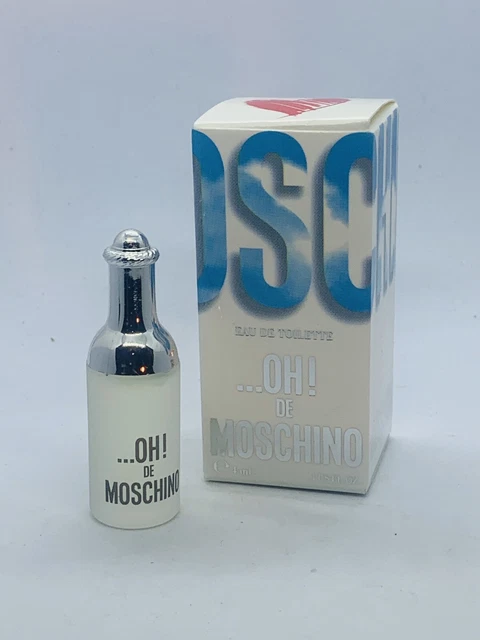 ...OH!
DE
MOSCHINO
OSCH
EAU DE TOILETTE
...OH!
DE
MOSCHINO